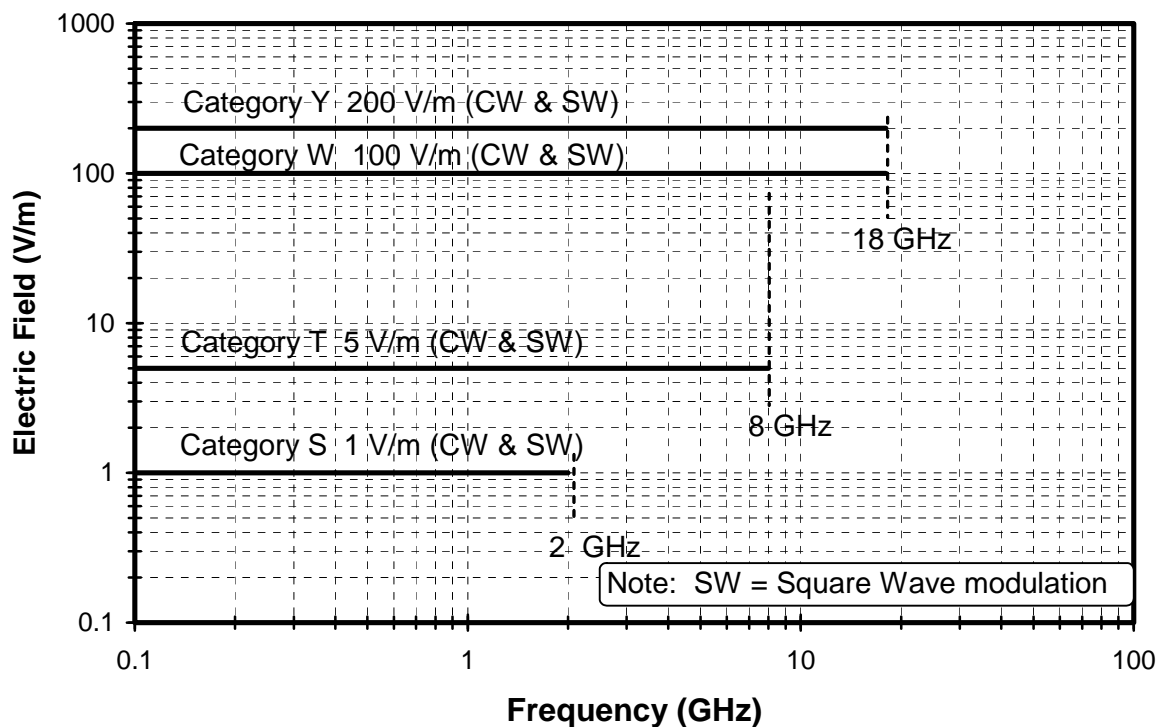 1000
Category Y 200 V/m (CW & SW)
Category W 100 V/m (CW & SW)
100
18 GHz
10
Category T 5 V/m (CW & SW)
8 GHz
Category S 1 V/m (CW & SW)
1
2 GHz
Note: SW = Square Wave modulation
0.1
Electric Field (V/m)
0.1 1 10 100
Frequency (GHz)